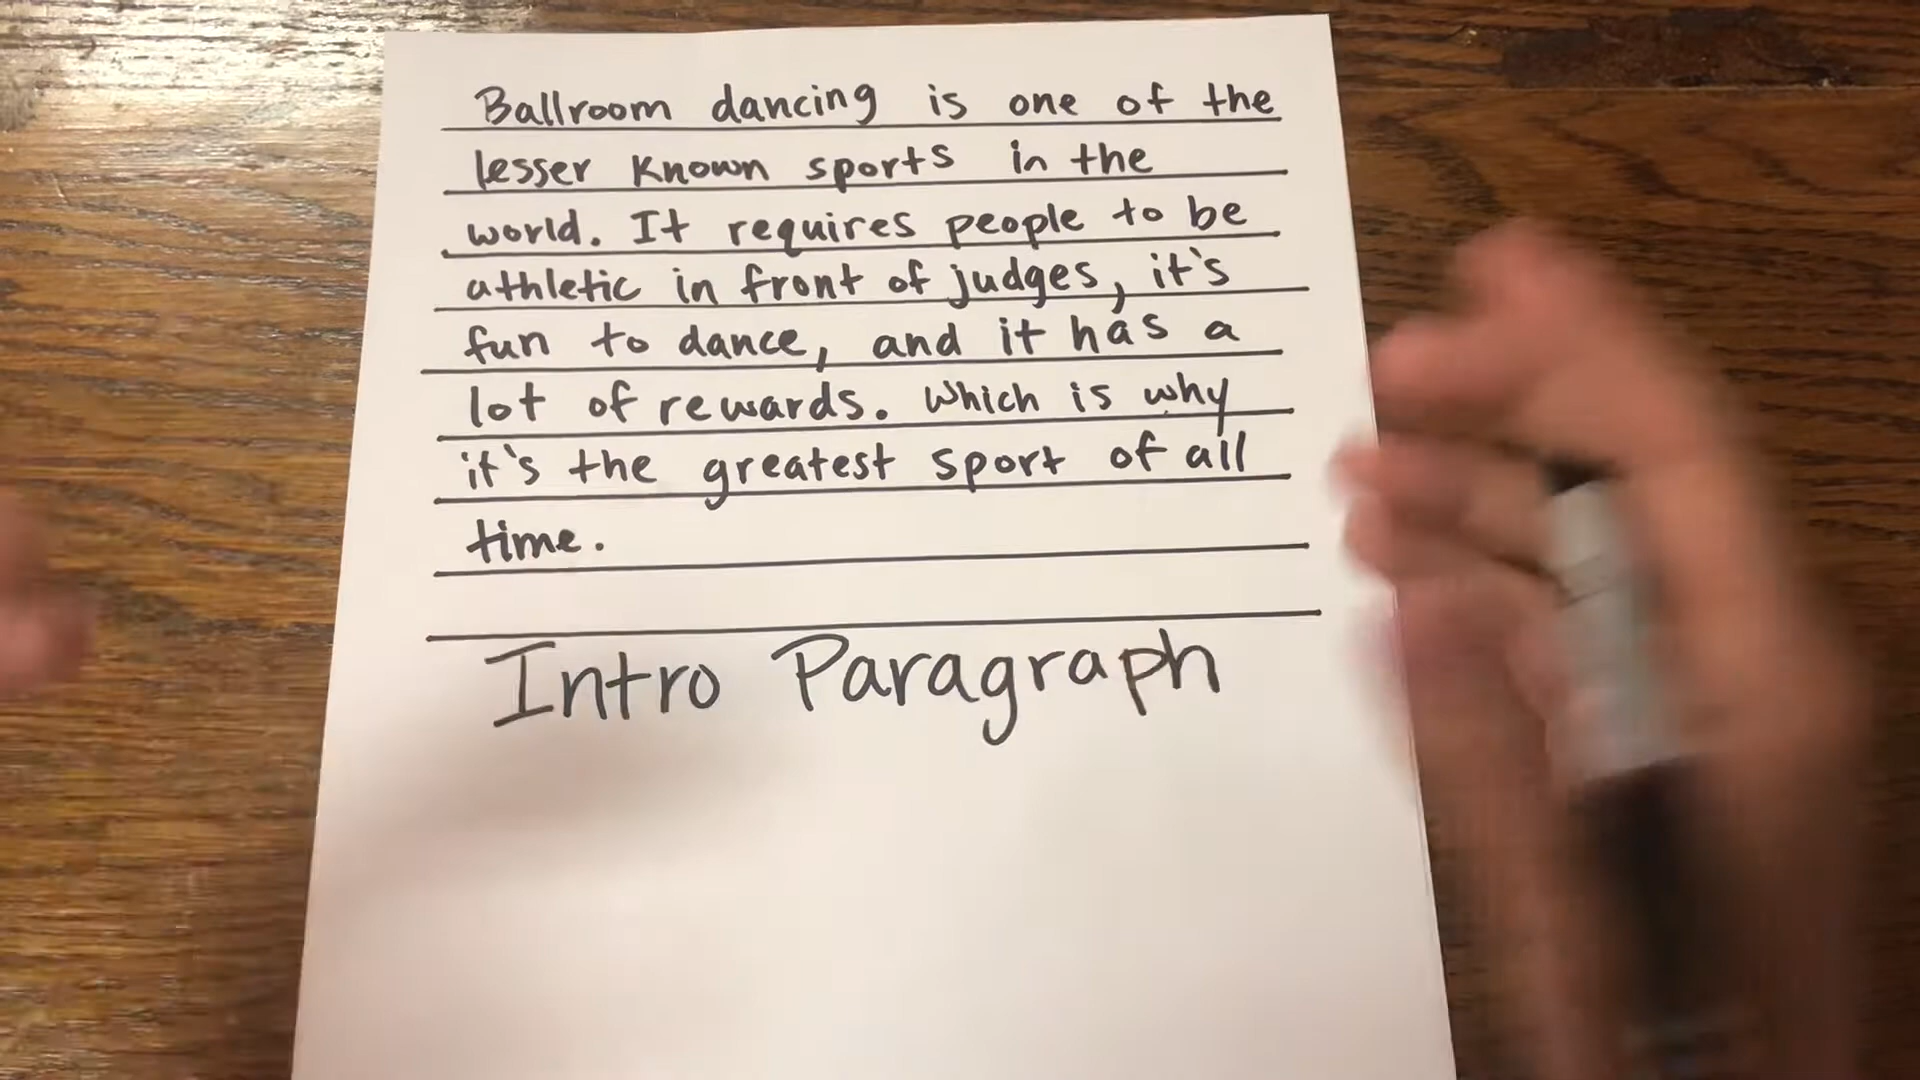 Ballroom dancing is one of the
lesser known sports in the
world. It requires people to be
athletic in front of judges, it's
fun to dance, and it has a
lot of rewards. Which is why
it's the greatest sport of all
time.
Intro Paragraph